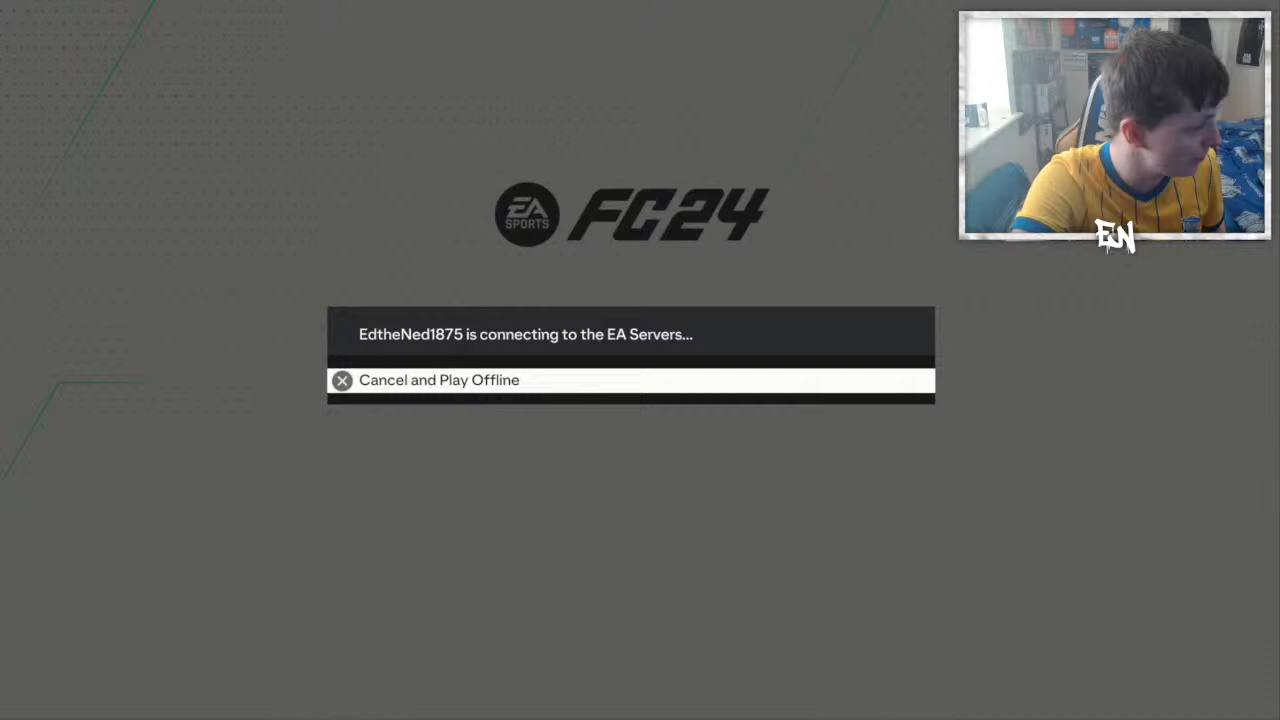 EA
SPORTS
FC24
EdtheNed1875 is connecting to the EA Servers...
Cancel and Play Offline
EN